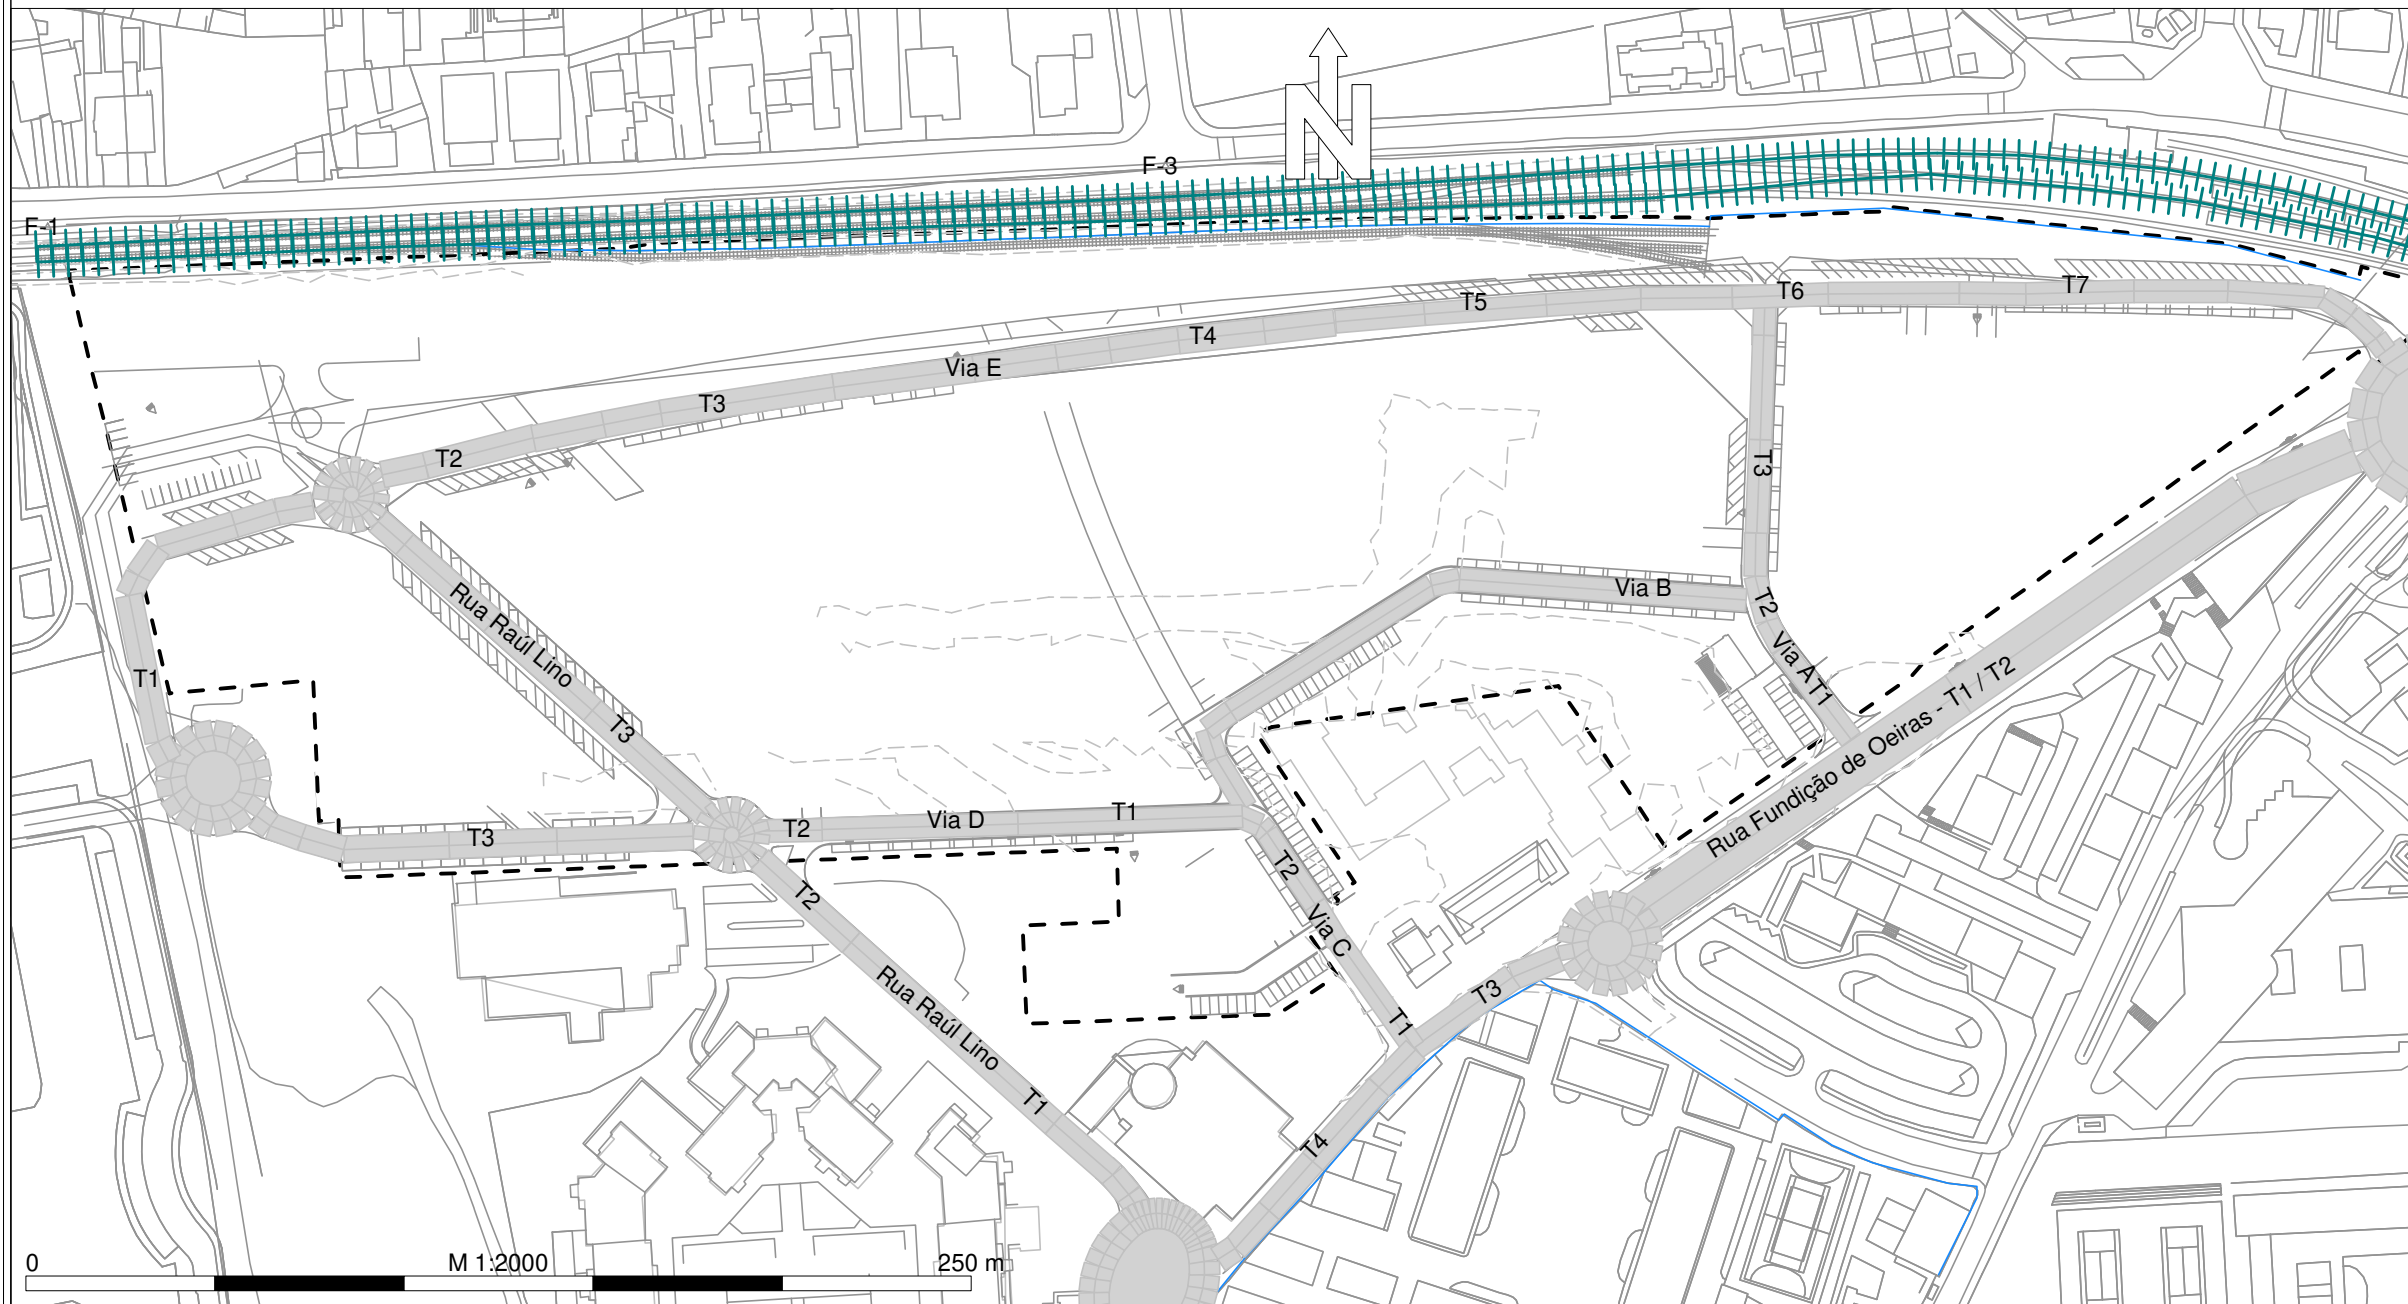 N
F-3
F-1
T7
T6
T5
T4
Via E
T3
T2
T3
Via B
T2
Rua Raúl Lino
Via A T1
T1
Rua Fundição de Oeiras - T1 / T2
T3
T1
Via D
T2
T3
T2
T2
Via C
Rua Raúl Lino
T3
T1
T1
T4
0
M 1:2000
250 m